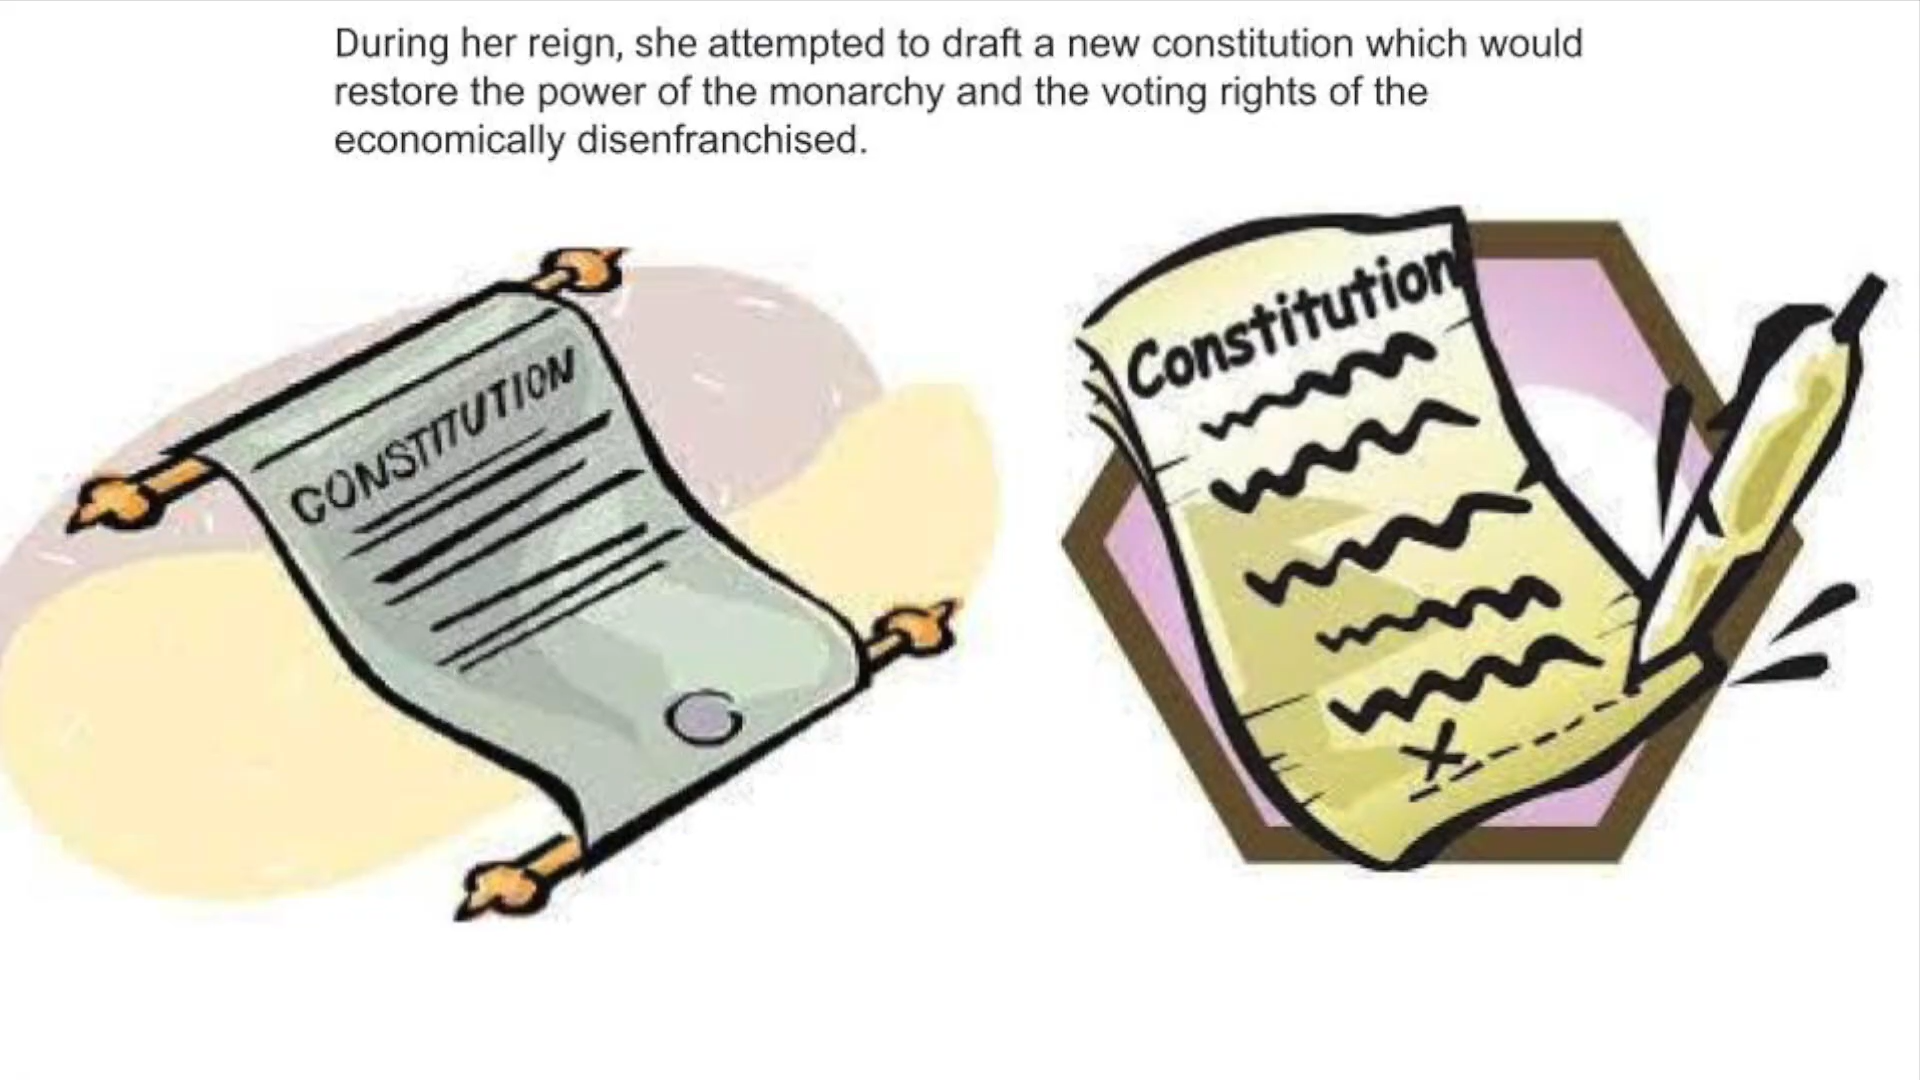 During her reign, she attempted to draft a new constitution which would
restore the power of the monarchy and the voting rights of the
economically disenfranchised.
CONSTITUTION
Constitution
X